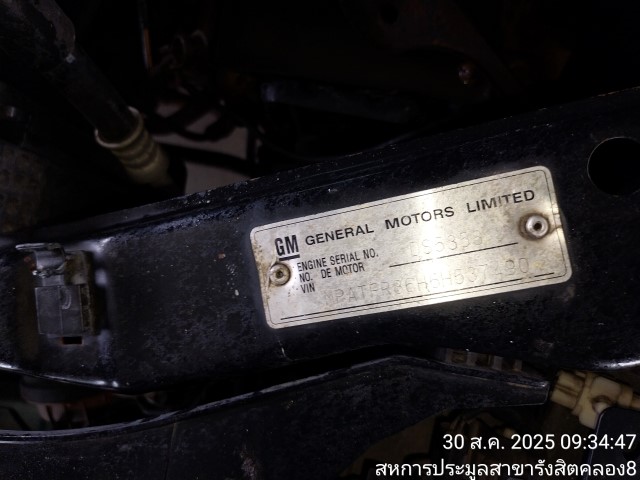 GM GENERAL MOTORS LIMITED
ENGINE SERIAL NO.
NO. DE MOTOR
VIN
30 ส.ค. 2025 09:34:47
สหการประมูลสาขารังสิตคลอง8